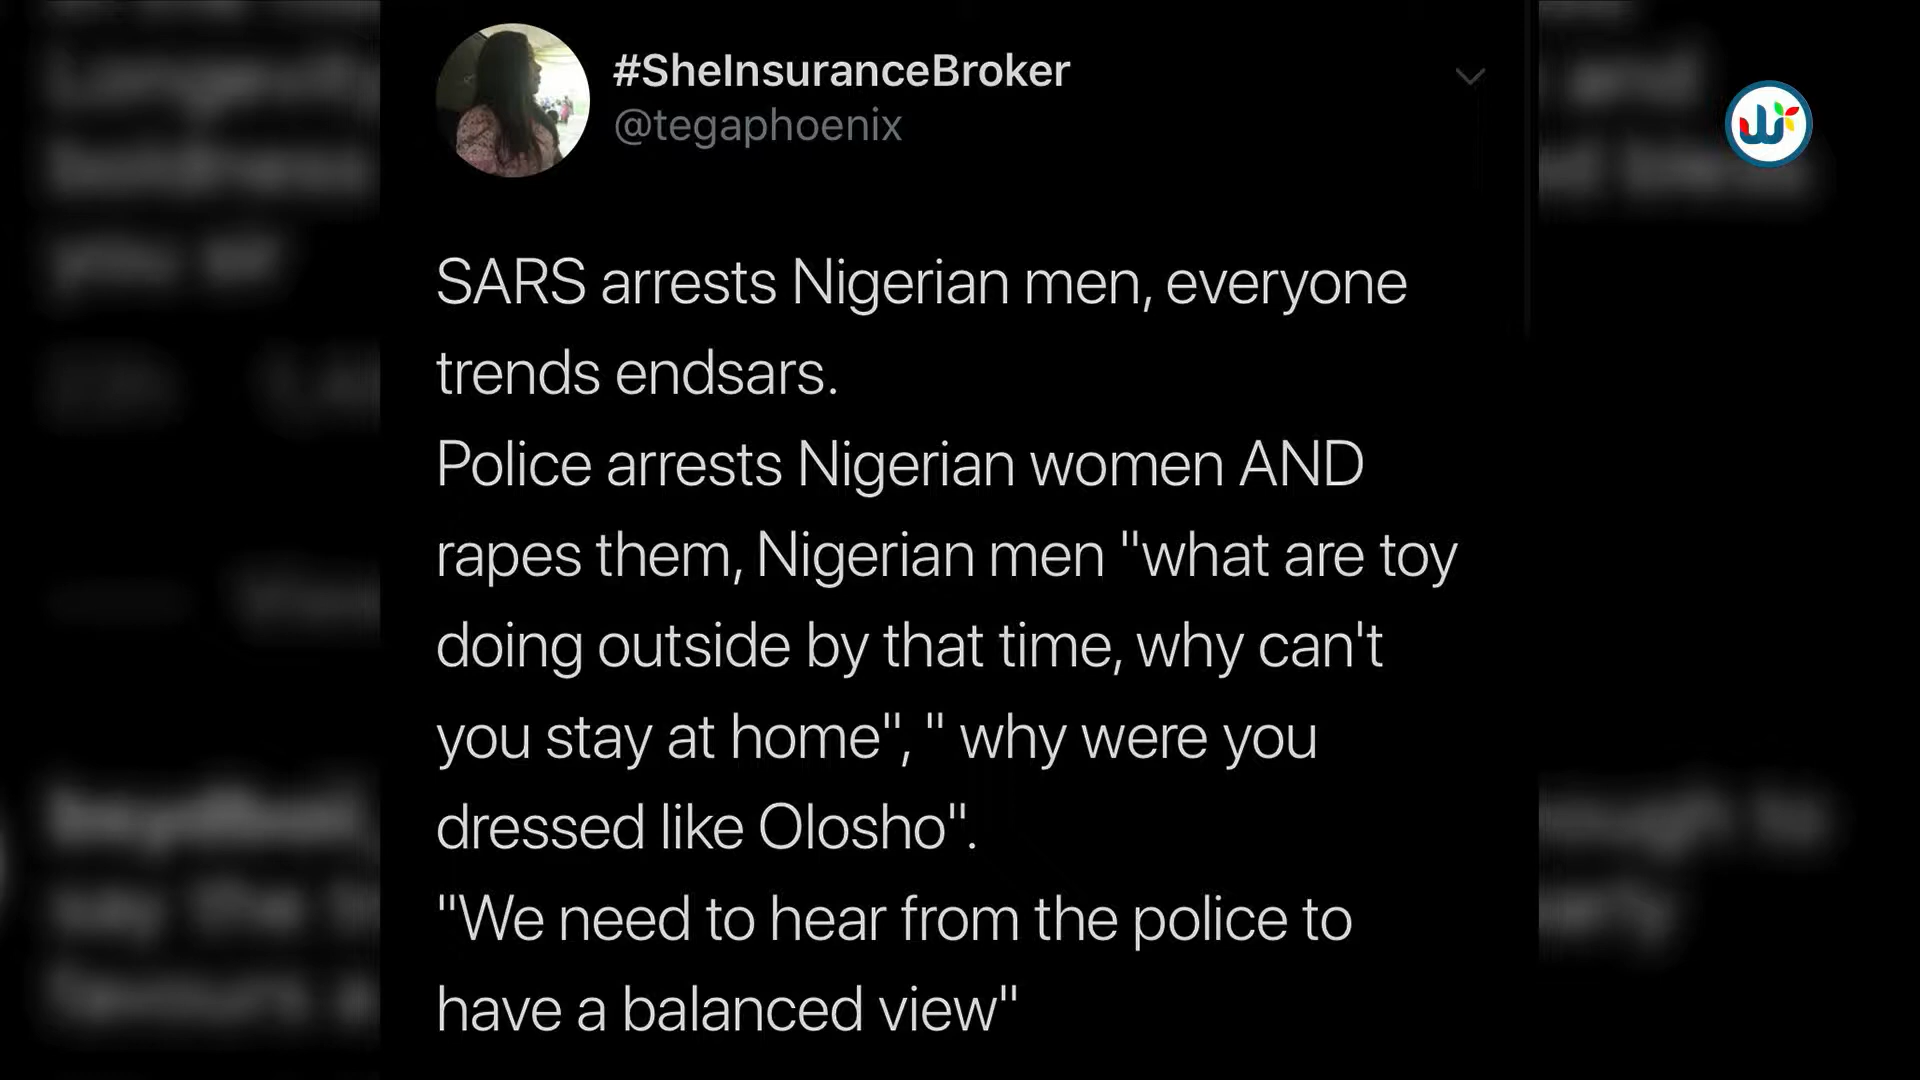 #SheInsuranceBroker
@tegaphoenix
SARS arrests Nigerian men, everyone
trends endsars.
Police arrests Nigerian women AND
rapes them, Nigerian men "what are toy
doing outside by that time, why can't
you stay at home", " why were you
dressed like Olosho".
"We need to hear from the police to
have a balanced view"